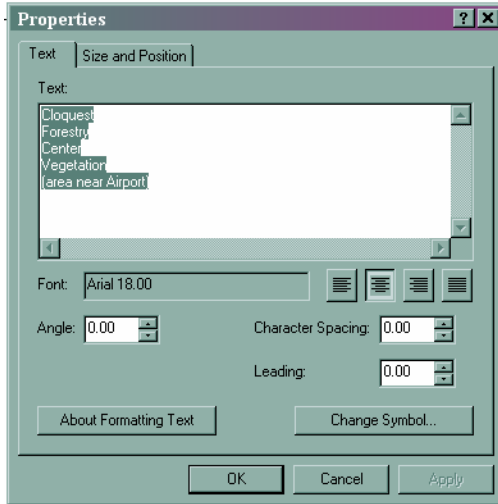 Properties
Text Size and Position
Text:
Cloquest
Forestry
Center
Vegetation
(area near Airport)
Font: Arial 18.00
Angle: 0.00 Character Spacing: 0.00
Leading: 0.00
About Formatting Text Change Symbol...
OK Cancel Apply